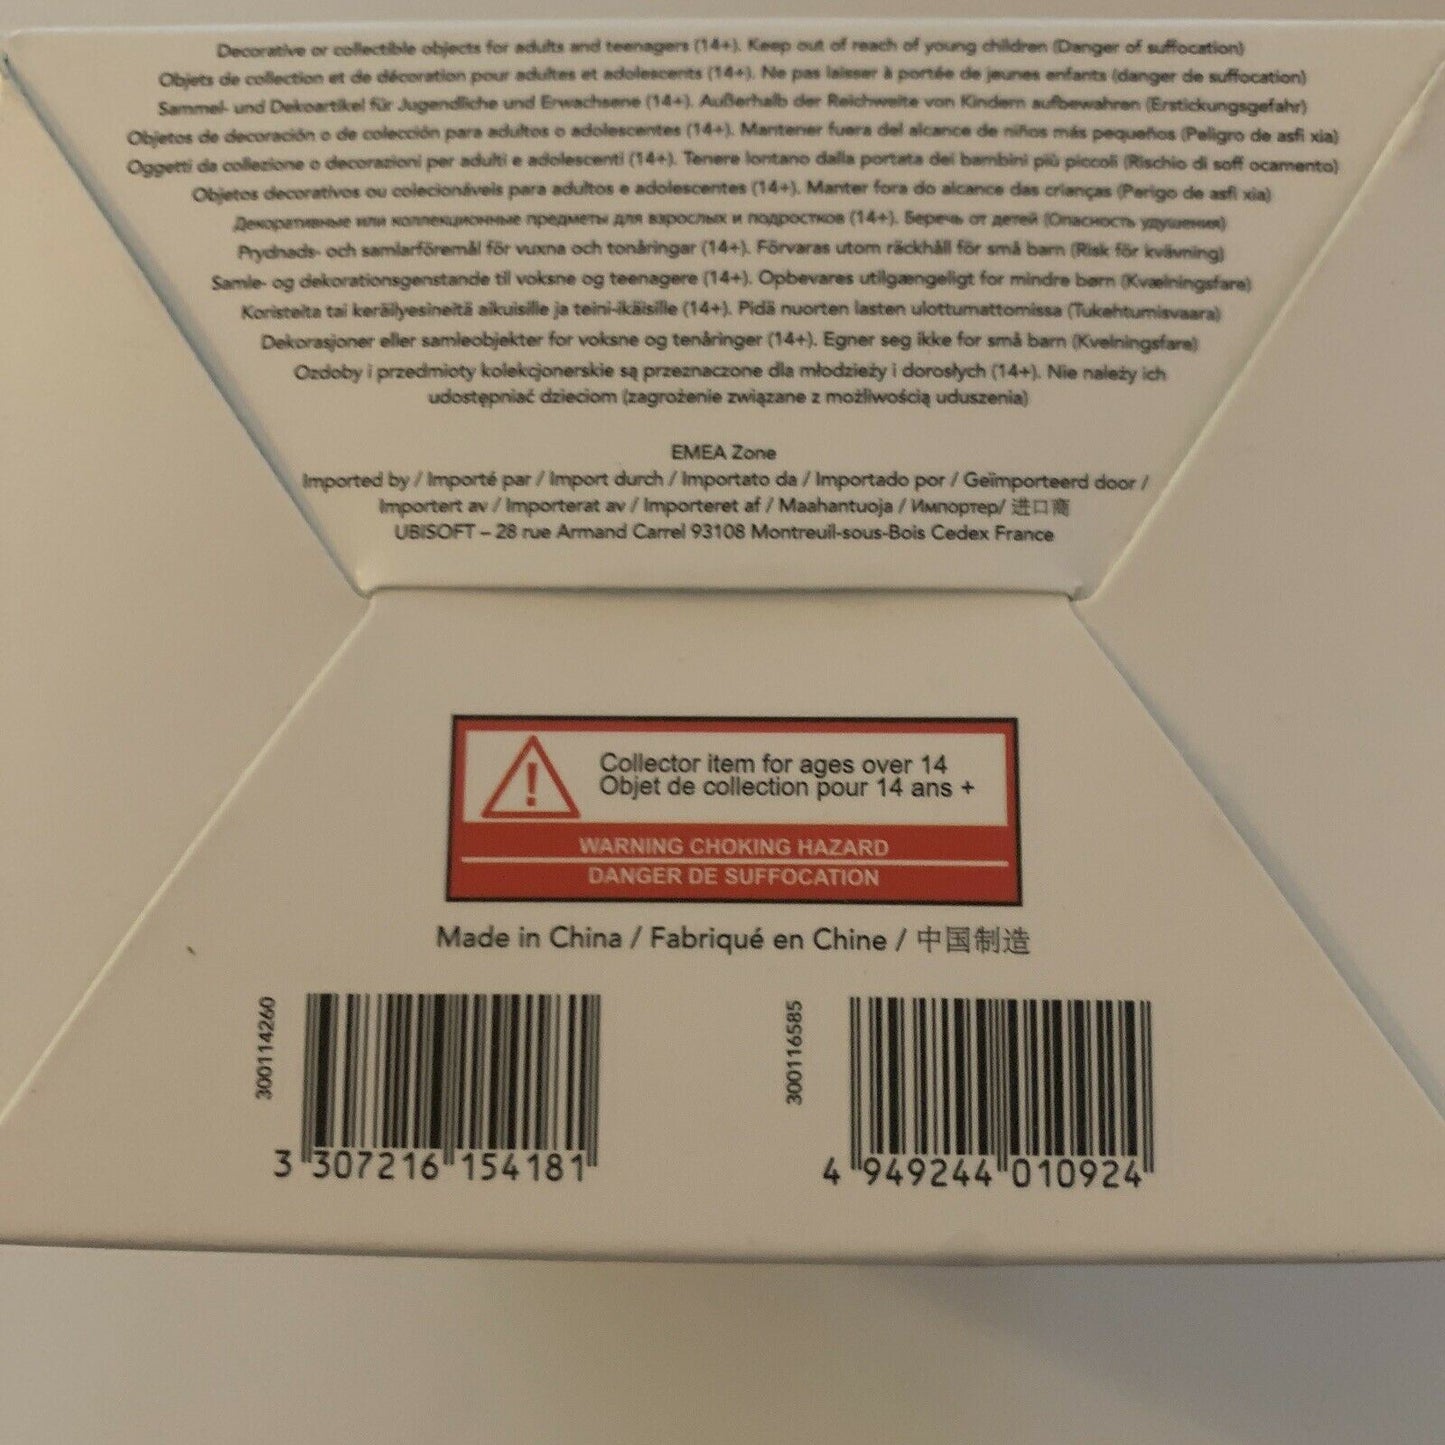 Decorative or collectible objects for adults and teenagers (14+). Keep out of reach of young children (Danger of suffocation)
Objets de collection et de décoration pour adultes et adolescents (14+). Ne pas laisser à portée de jeunes enfants (danger de suffocation)
Sammel- und Dekoartikel für Jugendliche und Erwachsene (14+). Außerhalb der Reichweite von Kindern aufbewahren (Erstickungsgefahr)
Objetos de decoración o de colección para adultos o adolescentes (14+). Mantener fuera del alcance de niños más pequeños (Peligro de asfi xia)
Oggetti da collezione o decorazioni per adulti e adolescenti (14+). Tenere lontano dalla portata dei bambini più piccoli (Rischio di soff ocamento)
Objetos decorativos ou colecionáveis para adultos e adolescentes (14+). Manter fora do alcance das crianças (Perigo de asfi xia)
Декоративные или коллекционные предметы для взрослых и подростков (14+). Беречь от детей (Опасность удушения)
Prydnads- och samlarföremål för vuxna och tonåringar (14+). Förvaras utom räckhåll för små barn (Risk för kvävning)
Samle- og dekorationsgenstande til voksne og teenagere (14+). Opbevares utilgængeligt for mindre børn (Kvælningsfare)
Koristeita tai keräilyesineitä aikuisille ja teini-ikäisille (14+). Pidä nuorten lasten ulottumattomissa (Tukehtumisvaara)
Dekorasjoner eller samleobjekter for voksne og tenåringer (14+). Egner seg ikke for små barn (Kvelningsfare)
Ozdoby i przedmioty kolekcjonerskie są przeznaczone dla młodzieży i dorosłych (14+). Nie należy ich
udostępniać dzieciom (zagrożenie związane z możliwością uduszenia)
EMEA Zone
Imported by / Importé par / Import durch / Importato da / Importado por / Geïmporteerd door /
Importert av / Importerat av / Importeret af / Maahantuoja / Импортер/ 进口商
UBISOFT – 28 rue Armand Carrel 93108 Montreuil-sous-Bois Cedex France
Collector item for ages over 14
Objet de collection pour 14 ans +
WARNING CHOKING HAZARD
DANGER DE SUFFOCATION
Made in China / Fabriqué en Chine / 中国制造
300114260
3 307216 154181
300116585
4 949244 010924